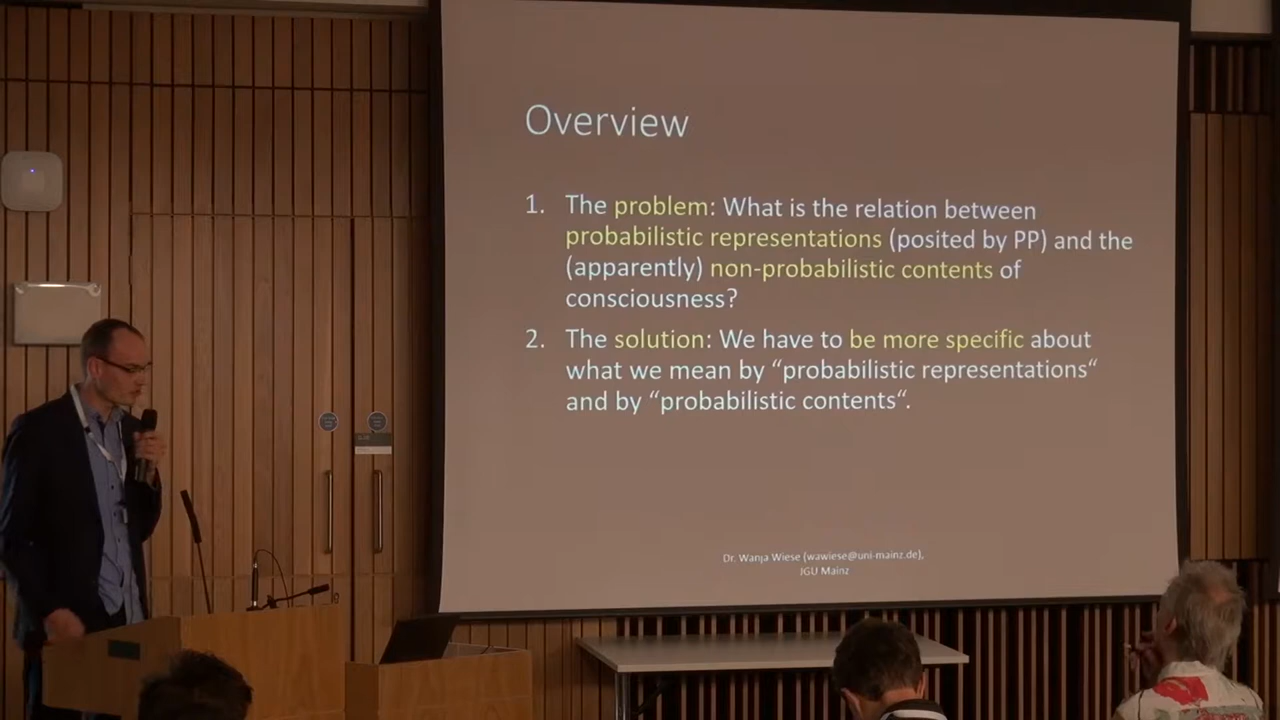 Overview
1. The problem: What is the relation between
probabilistic representations (posited by PP) and the
(apparently) non-probabilistic contents of
consciousness?
2. The solution: We have to be more specific about
what we mean by “probabilistic representations“
and by “probabilistic contents“.
Dr. Wanja Wiese (wawiese@uni-mainz.de),
JGU Mainz